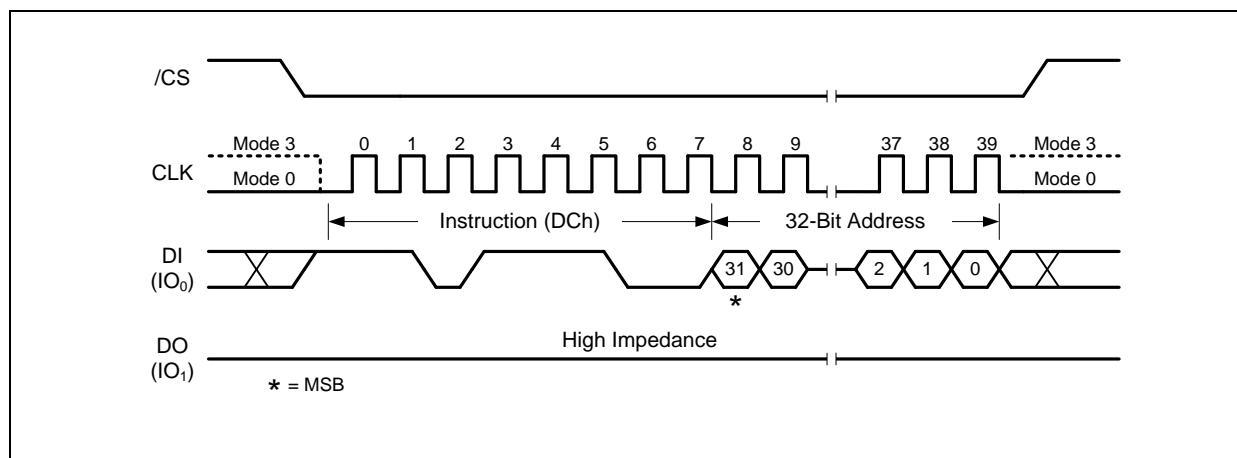 /CS
Mode 3 0 1 2 3 4 5 6 7 8 9 37 38 39 Mode 3
CLK
Mode 0 Mode 0
Instruction (DCh) 32-Bit Address
DI
(IO₀) 31 30 2 1 0
*
High Impedance
DO
(IO₁)
* = MSB